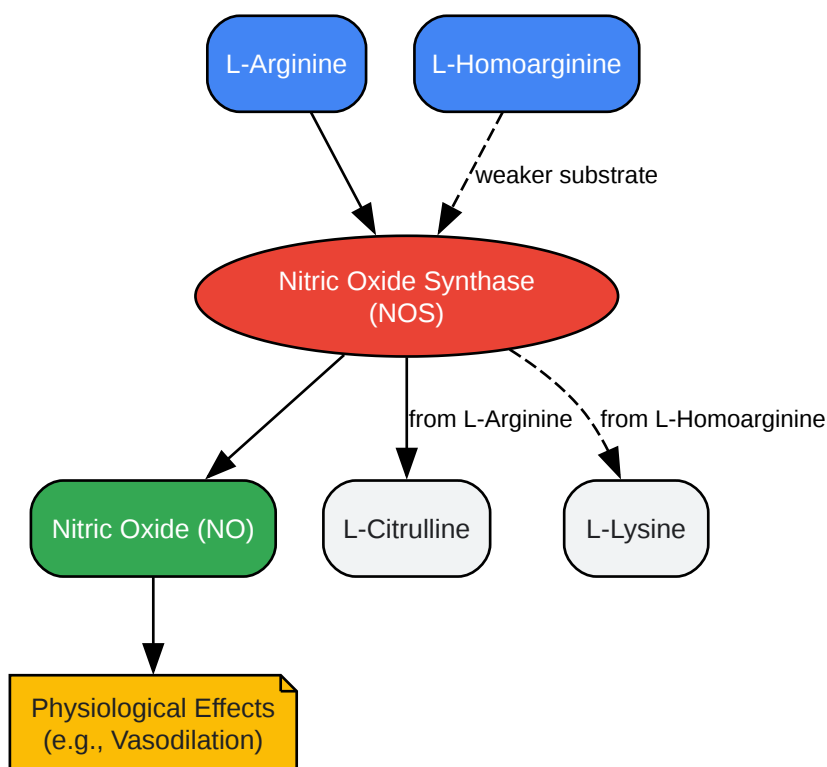 L-Arginine
L-Homoarginine
weaker substrate
Nitric Oxide Synthase
(NOS)
from L-Arginine
from L-Homoarginine
Nitric Oxide (NO)
L-Citrulline
L-Lysine
Physiological Effects
(e.g., Vasodilation)